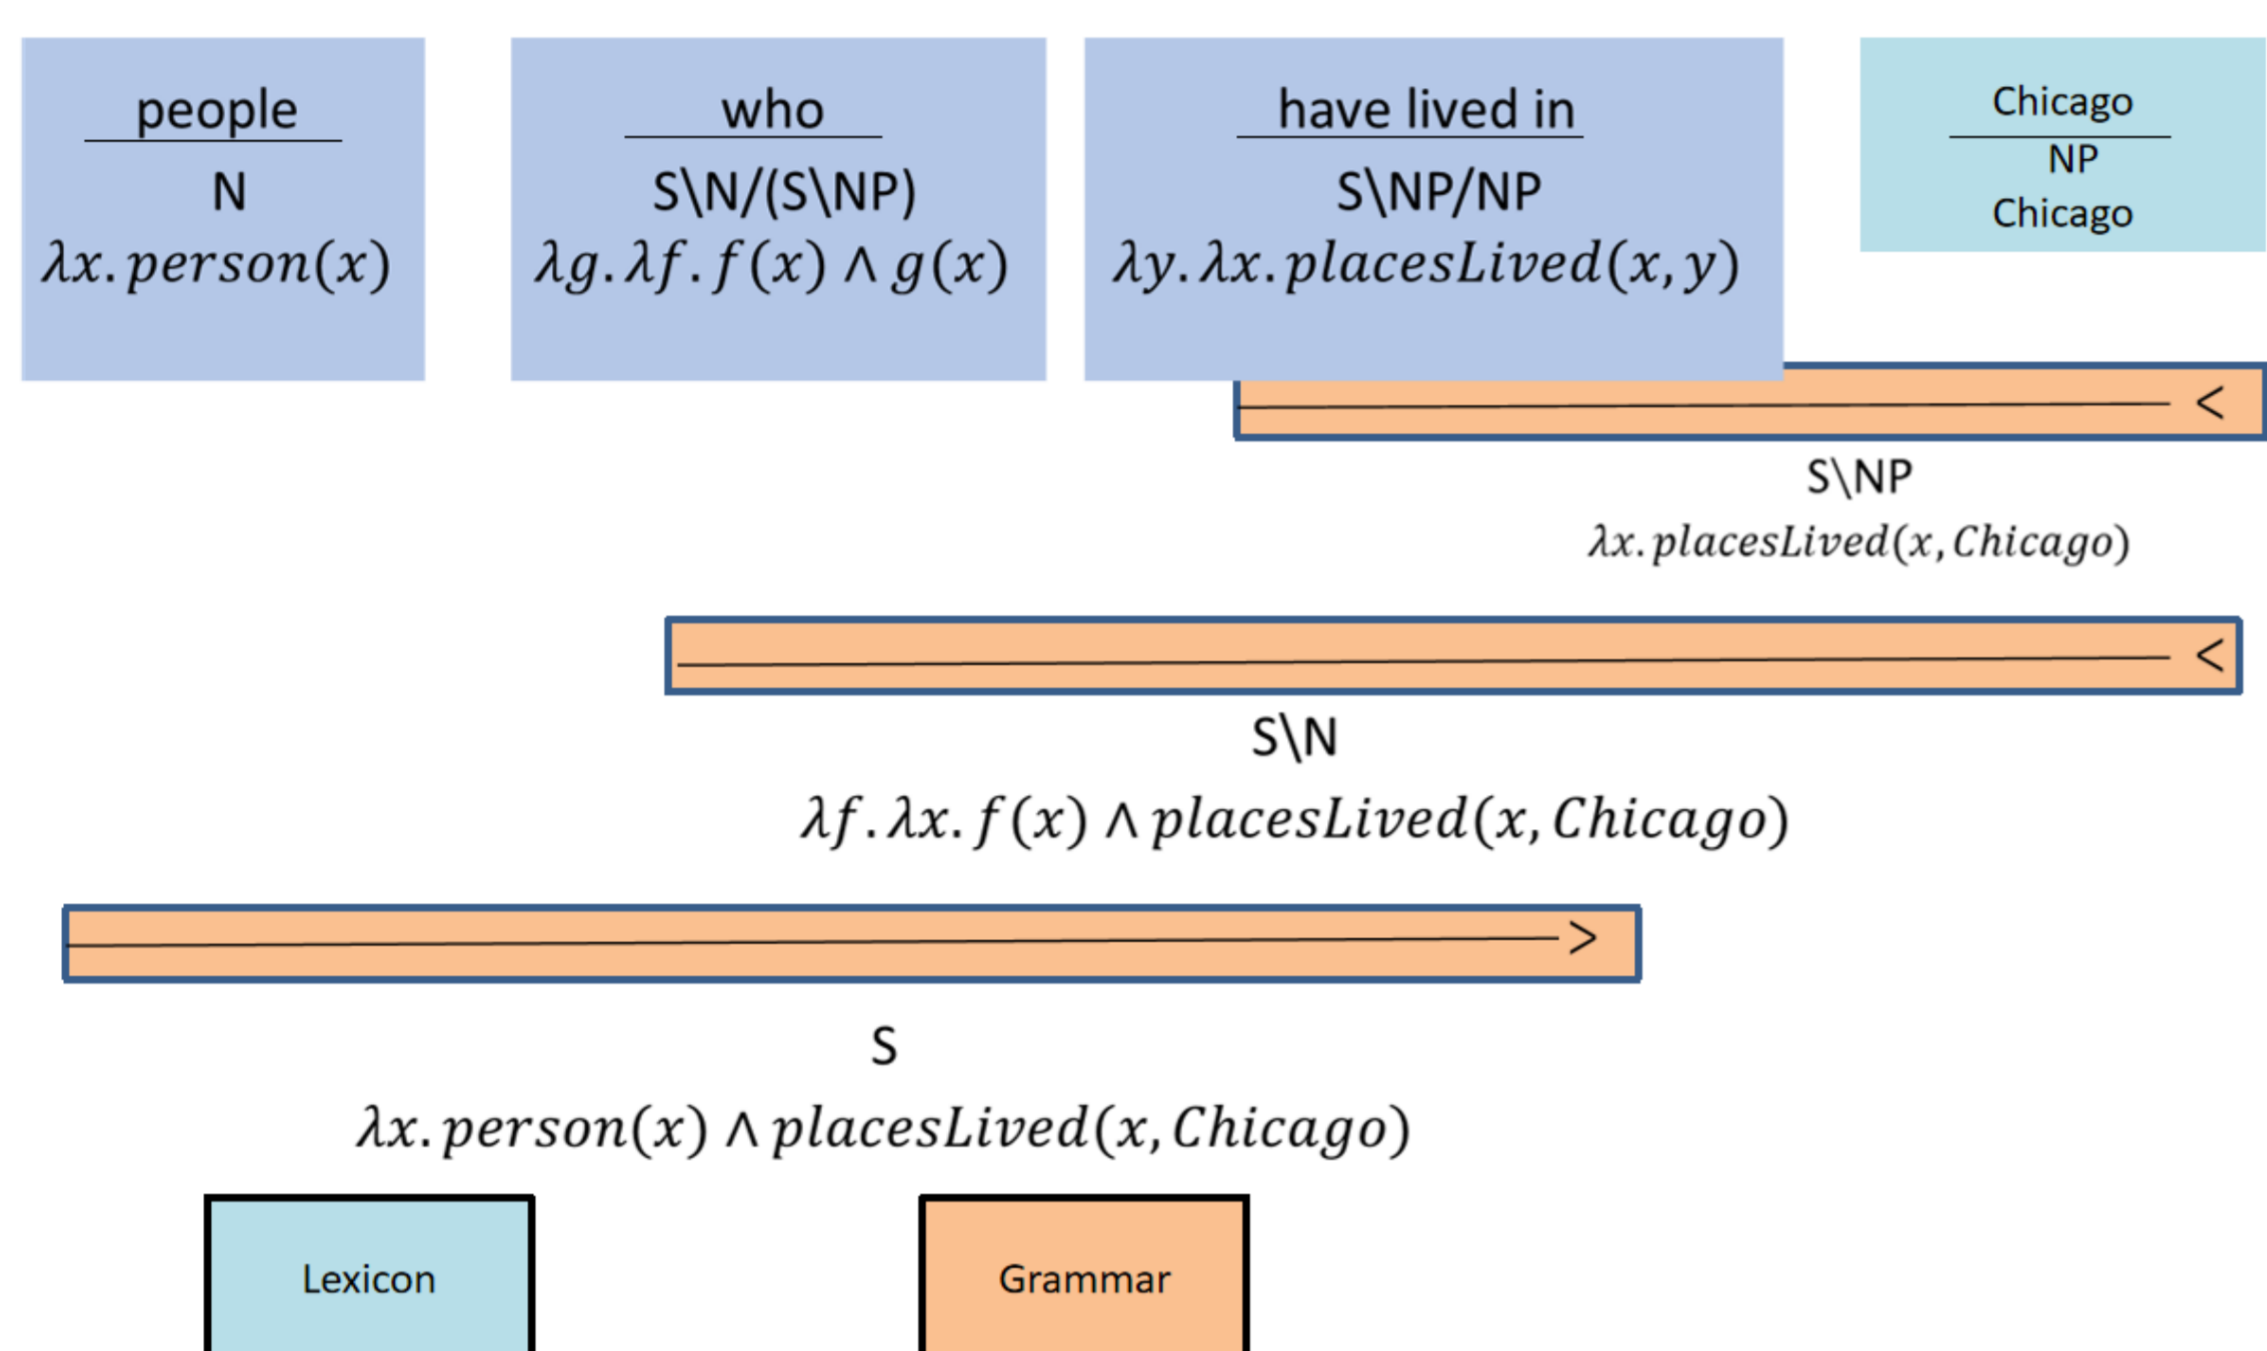 people
N
λx.person(x)
who
S\N/(S\NP)
λg.λf.f(x) ∧ g(x)
have lived in
S\NP/NP
λy.λx.placesLived(x,y)
Chicago
NP
Chicago
<
S\NP
λx.placesLived(x,Chicago)
<
S\N
λf.λx.f(x) ∧ placesLived(x,Chicago)
>
S
λx.person(x) ∧ placesLived(x,Chicago)
Lexicon
Grammar